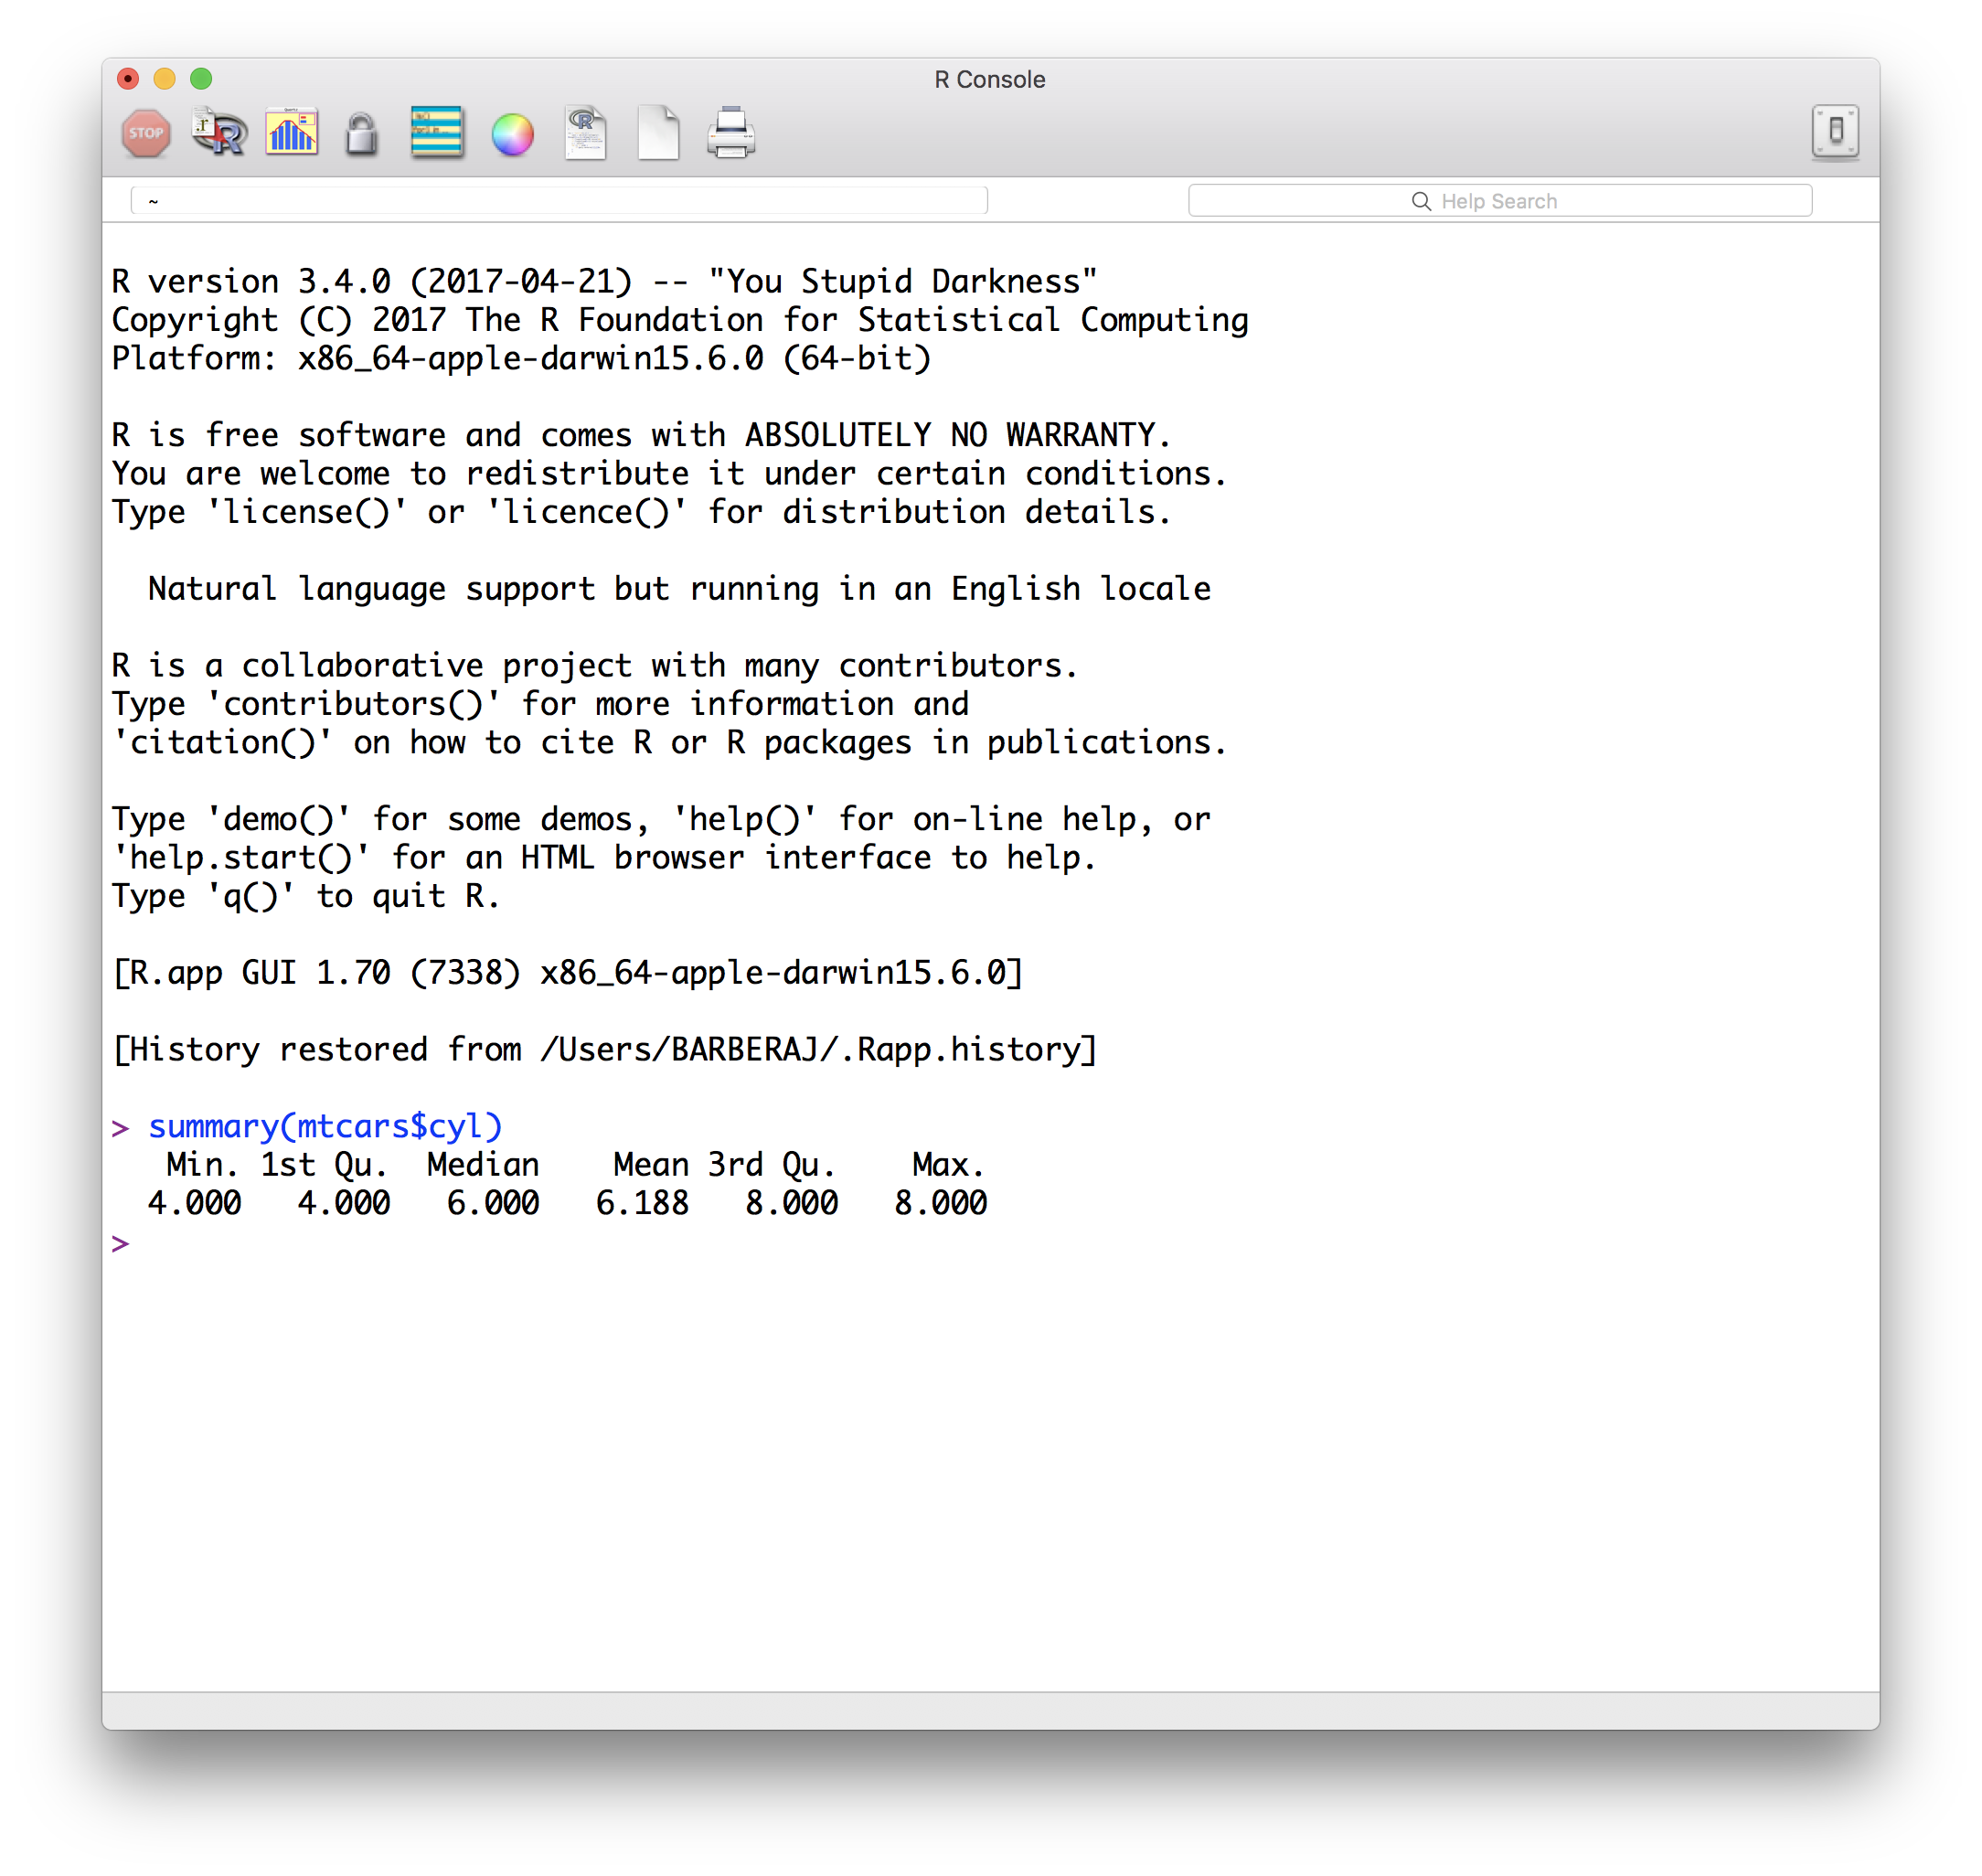 R Console
STOP
~
Help Search
R version 3.4.0 (2017-04-21) -- "You Stupid Darkness"
Copyright (C) 2017 The R Foundation for Statistical Computing
Platform: x86_64-apple-darwin15.6.0 (64-bit)
R is free software and comes with ABSOLUTELY NO WARRANTY.
You are welcome to redistribute it under certain conditions.
Type 'license()' or 'licence()' for distribution details.
  Natural language support but running in an English locale
R is a collaborative project with many contributors.
Type 'contributors()' for more information and
'citation()' on how to cite R or R packages in publications.
Type 'demo()' for some demos, 'help()' for on-line help, or
'help.start()' for an HTML browser interface to help.
Type 'q()' to quit R.
[R.app GUI 1.70 (7338) x86_64-apple-darwin15.6.0]
[History restored from /Users/BARBERAJ/.Rapp.history]
> summary(mtcars$cyl)
   Min. 1st Qu.  Median    Mean 3rd Qu.    Max.
  4.000   4.000   6.000   6.188   8.000   8.000
>